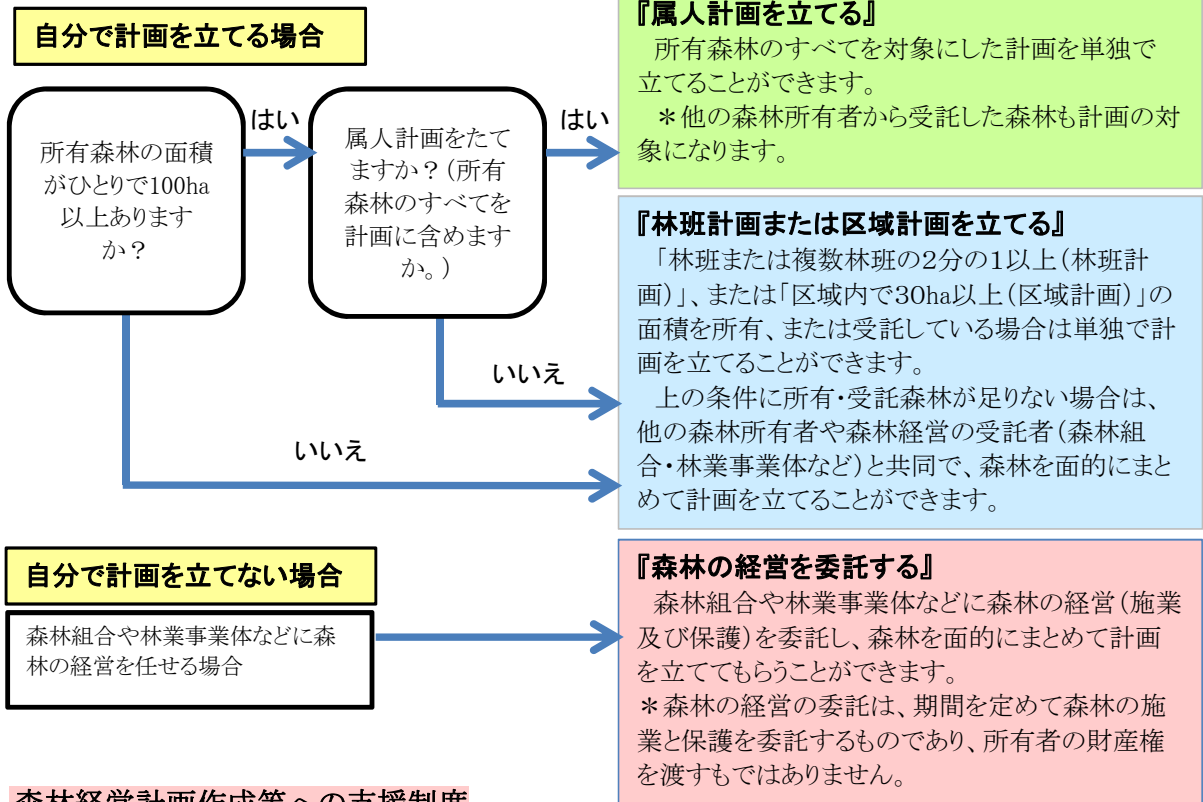 自分で計画を立てる場合
所有森林の面積
がひとりで100ha
以上あります
か？
はい
属人計画をたて
ますか？（所有
森林のすべてを
計画に含めます
か。）
はい
いいえ
いいえ
『属人計画を立てる』
所有森林のすべてを対象にした計画を単独で
立てることができます。
＊他の森林所有者から受託した森林も計画の対
象になります。
『林班計画または区域計画を立てる』
「林班または複数林班の2分の1以上（林班計
画）」、または「区域内で30ha以上（区域計画）」の
面積を所有、または受託している場合は単独で計
画を立てることができます。
上の条件に所有・受託森林が足りない場合は、
他の森林所有者や森林経営の受託者（森林組
合・林業事業体など）と共同で、森林を面的にまと
めて計画を立てることができます。
自分で計画を立てない場合
森林組合や林業事業体などに森
林の経営を任せる場合
『森林の経営を委託する』
森林組合や林業事業体などに森林の経営（施業
及び保護）を委託し、森林を面的にまとめて計画
を立ててもらうことができます。
＊森林の経営の委託は、期間を定めて森林の施
業と保護を委託するものであり、所有者の財産権
を渡すもではありません。
森林経営計画作成等への支援制度